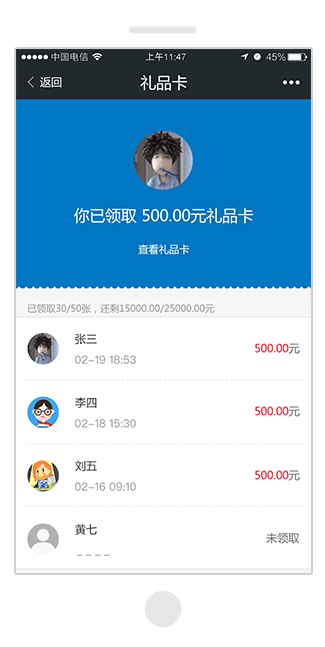 中国电信 上午11:47 45%
返回 礼品卡
你已领取 500.00元礼品卡
查看礼品卡
已领取30/50张，还剩15000.00/25000.00元
张三
500.00元
02-19 18:53
李四
500.00元
02-18 15:30
刘五
500.00元
02-16 09:10
黄七
未领取
－－－－